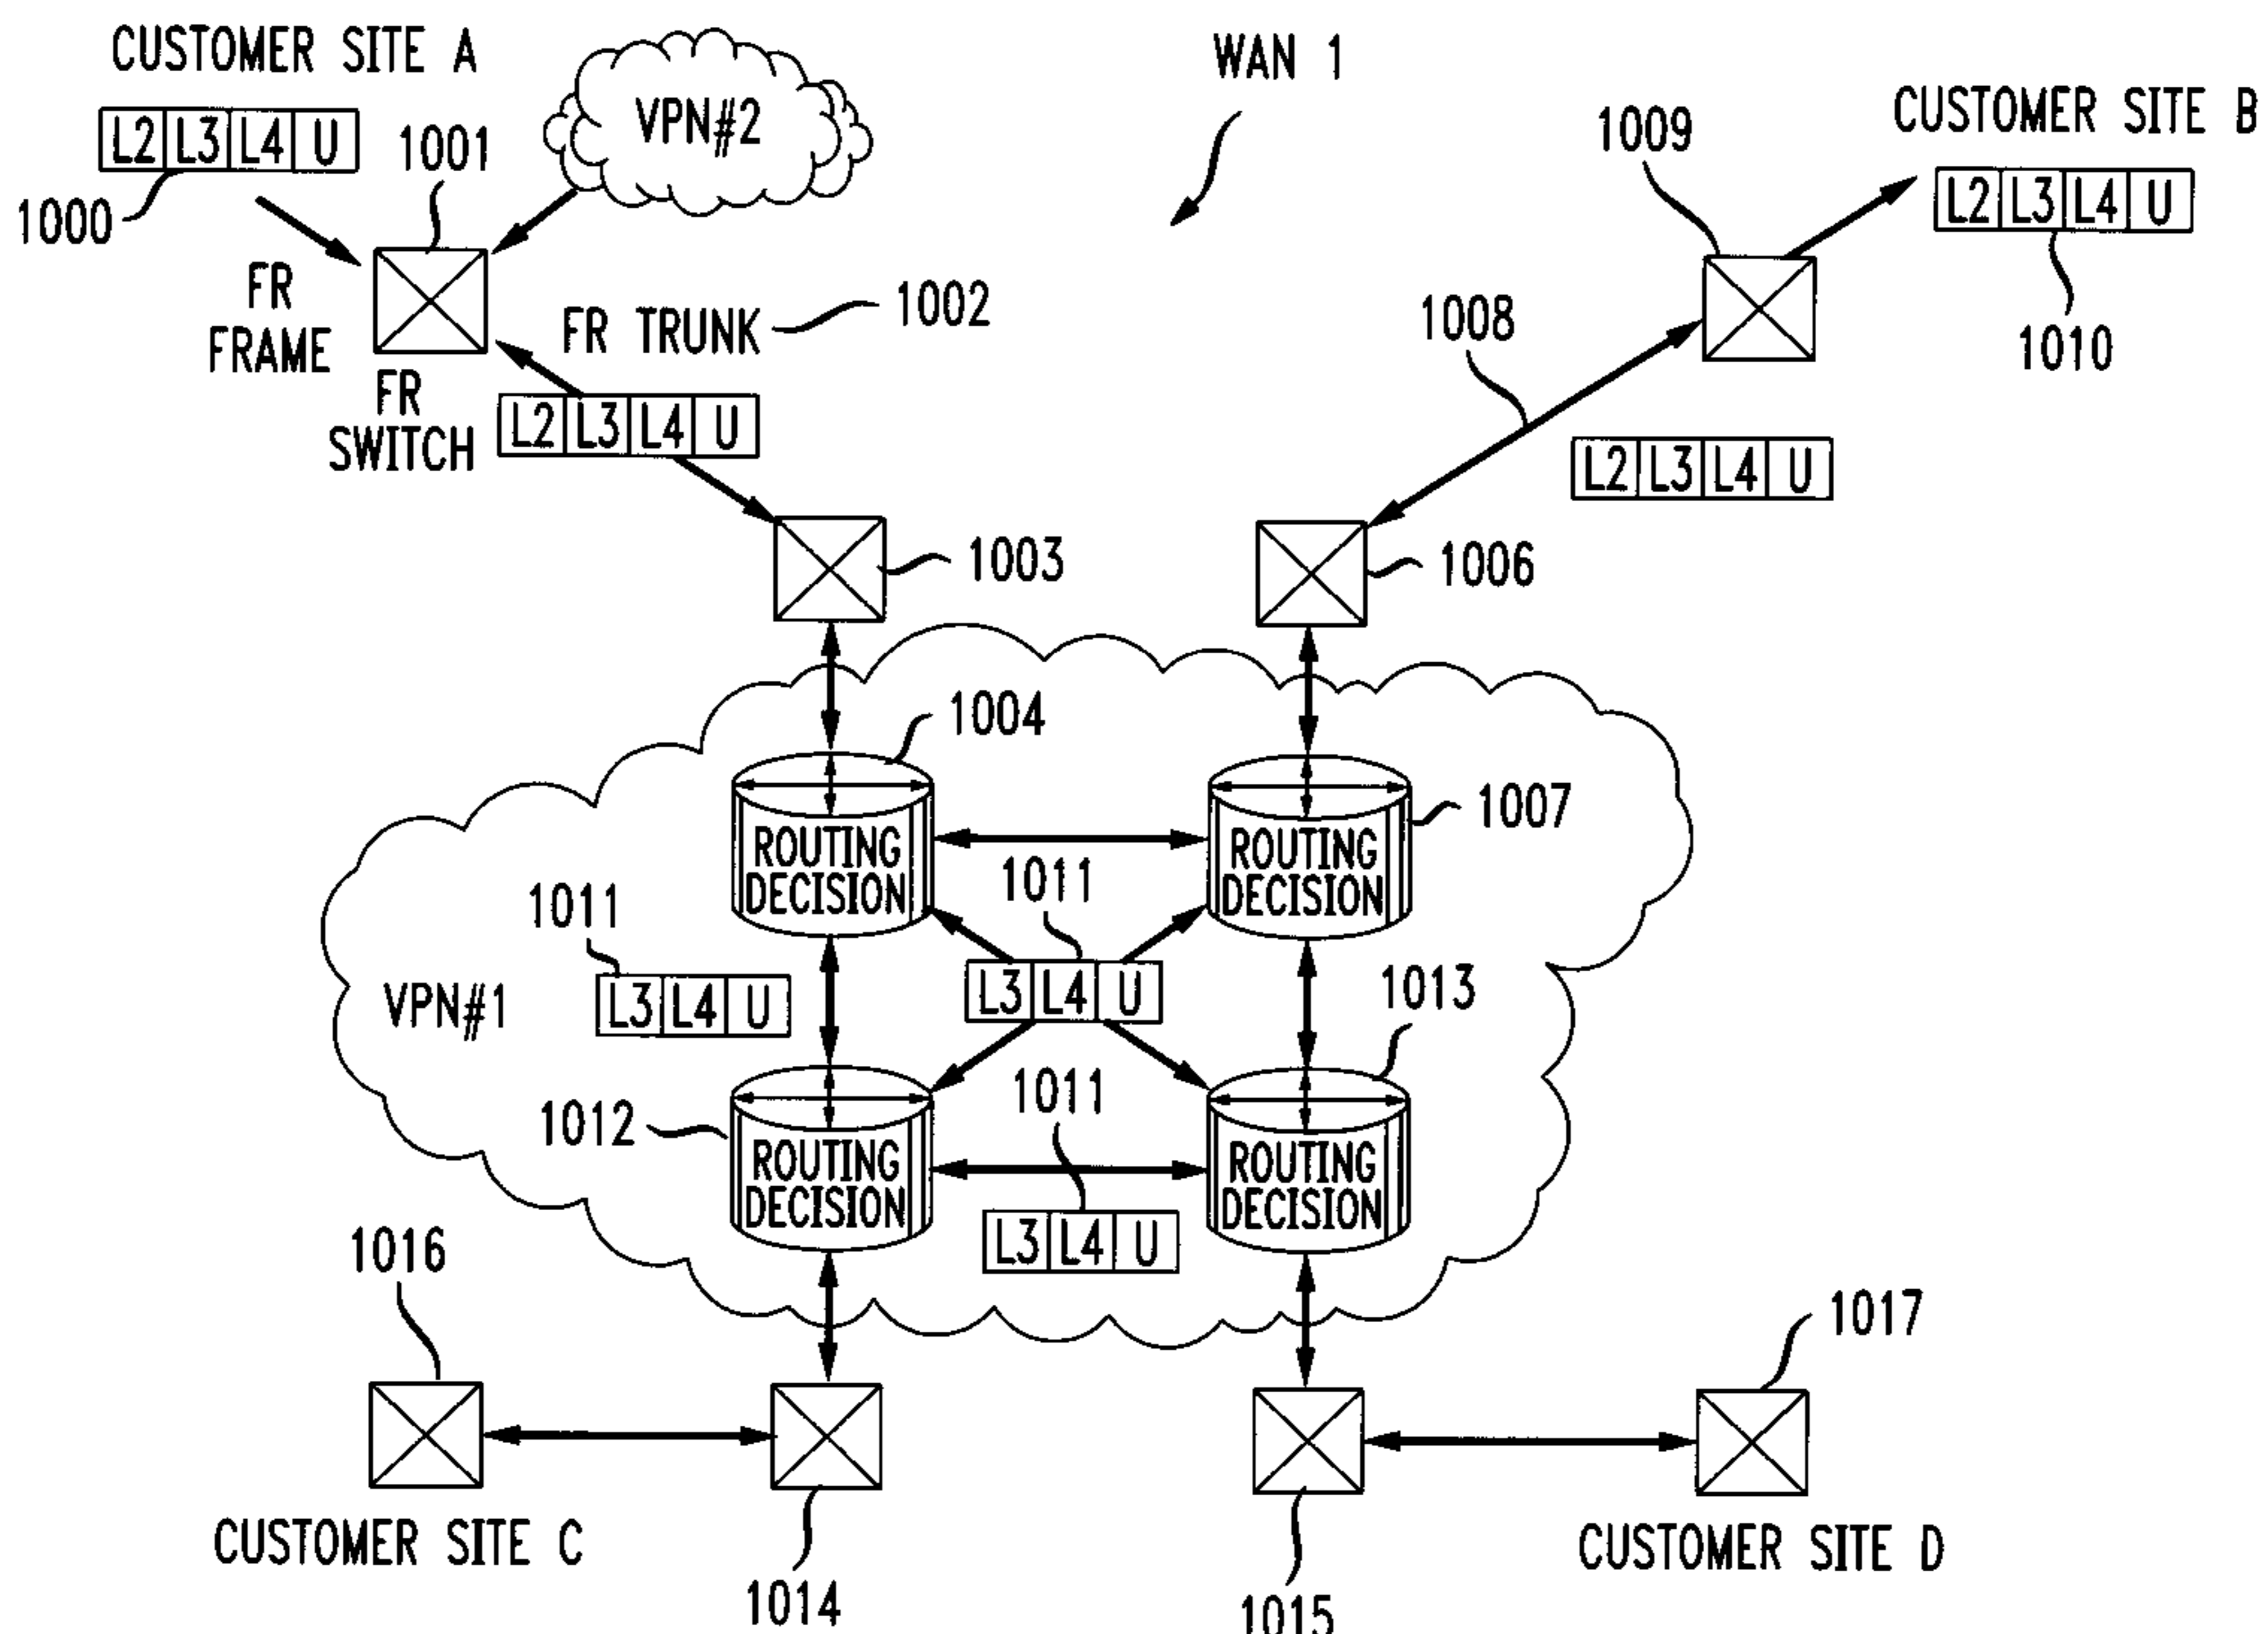 CUSTOMER SITE A
WAN 1
VPN#2
CUSTOMER SITE B
1009
L2 L3 L4 U
1001
L2 L3 L4 U
1000
FR
FRAME
FR TRUNK
1002
1008
1010
FR
SWITCH
L2 L3 L4 U
L2 L3 L4 U
1003
1006
1004
1007
ROUTING
DECISION
ROUTING
DECISION
1011
1011
L3 L4 U
1013
VPN#1
L3 L4 U
1011
1012
ROUTING
DECISION
ROUTING
DECISION
L3 L4 U
1016
1017
CUSTOMER SITE C
CUSTOMER SITE D
1014
1015